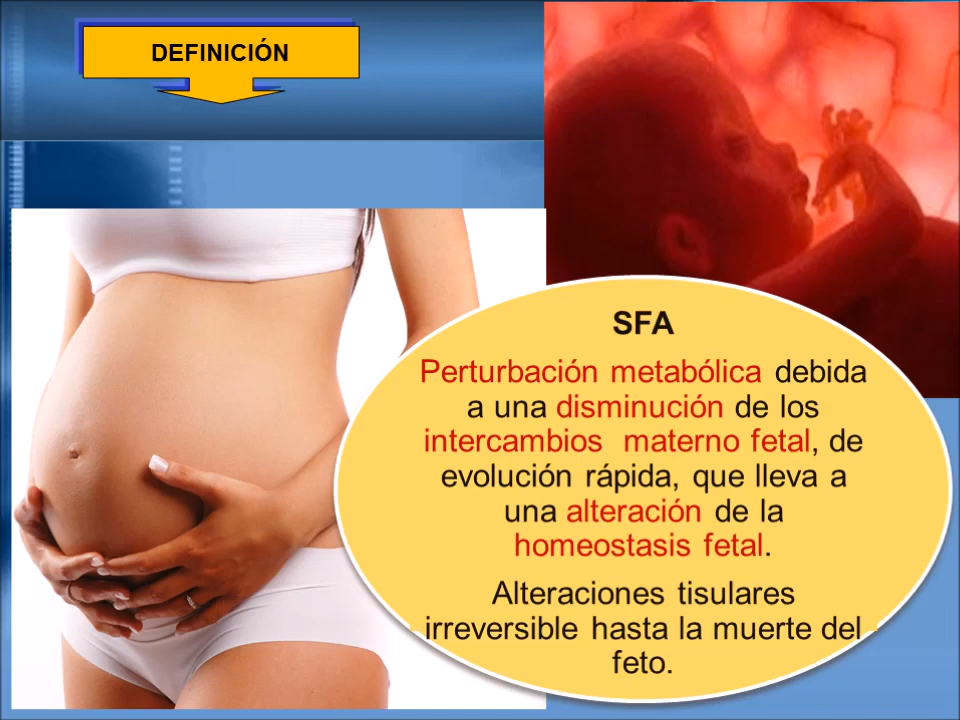 DEFINICIÓN
SFA
Perturbación metabólica debida
a una disminución de los
intercambios materno fetal, de
evolución rápida, que lleva a
una alteración de la
homeostasis fetal.
Alteraciones tisulares
irreversible hasta la muerte del
feto.